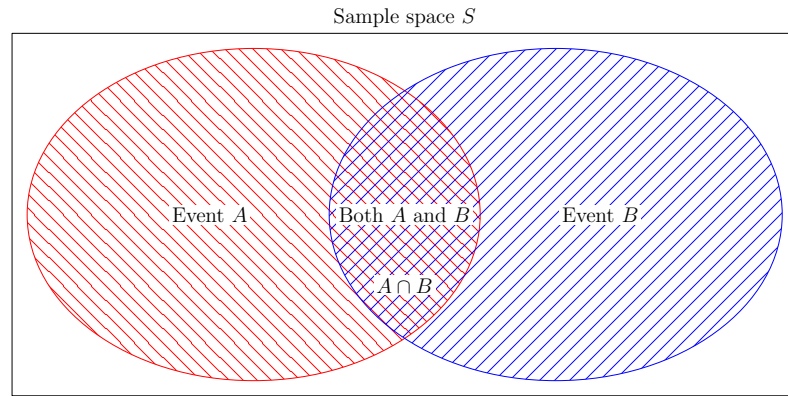 Sample space S
Event A
Both A and B
Event B
A ∩ B